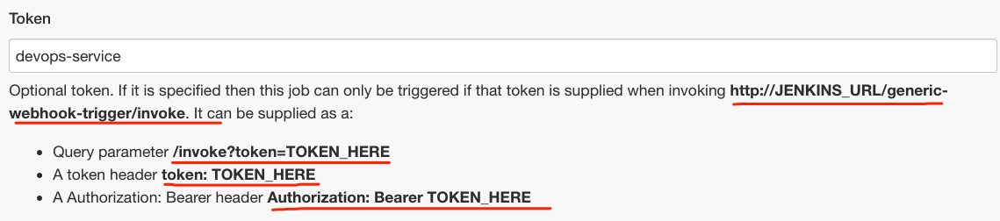 Token
devops-service
Optional token. If it is specified then this job can only be triggered if that token is supplied when invoking http://JENKINS_URL/generic-
webhook-trigger/invoke. It can be supplied as a:
• Query parameter /invoke?token=TOKEN_HERE
• A token header token: TOKEN_HERE
• A Authorization: Bearer header Authorization: Bearer TOKEN_HERE